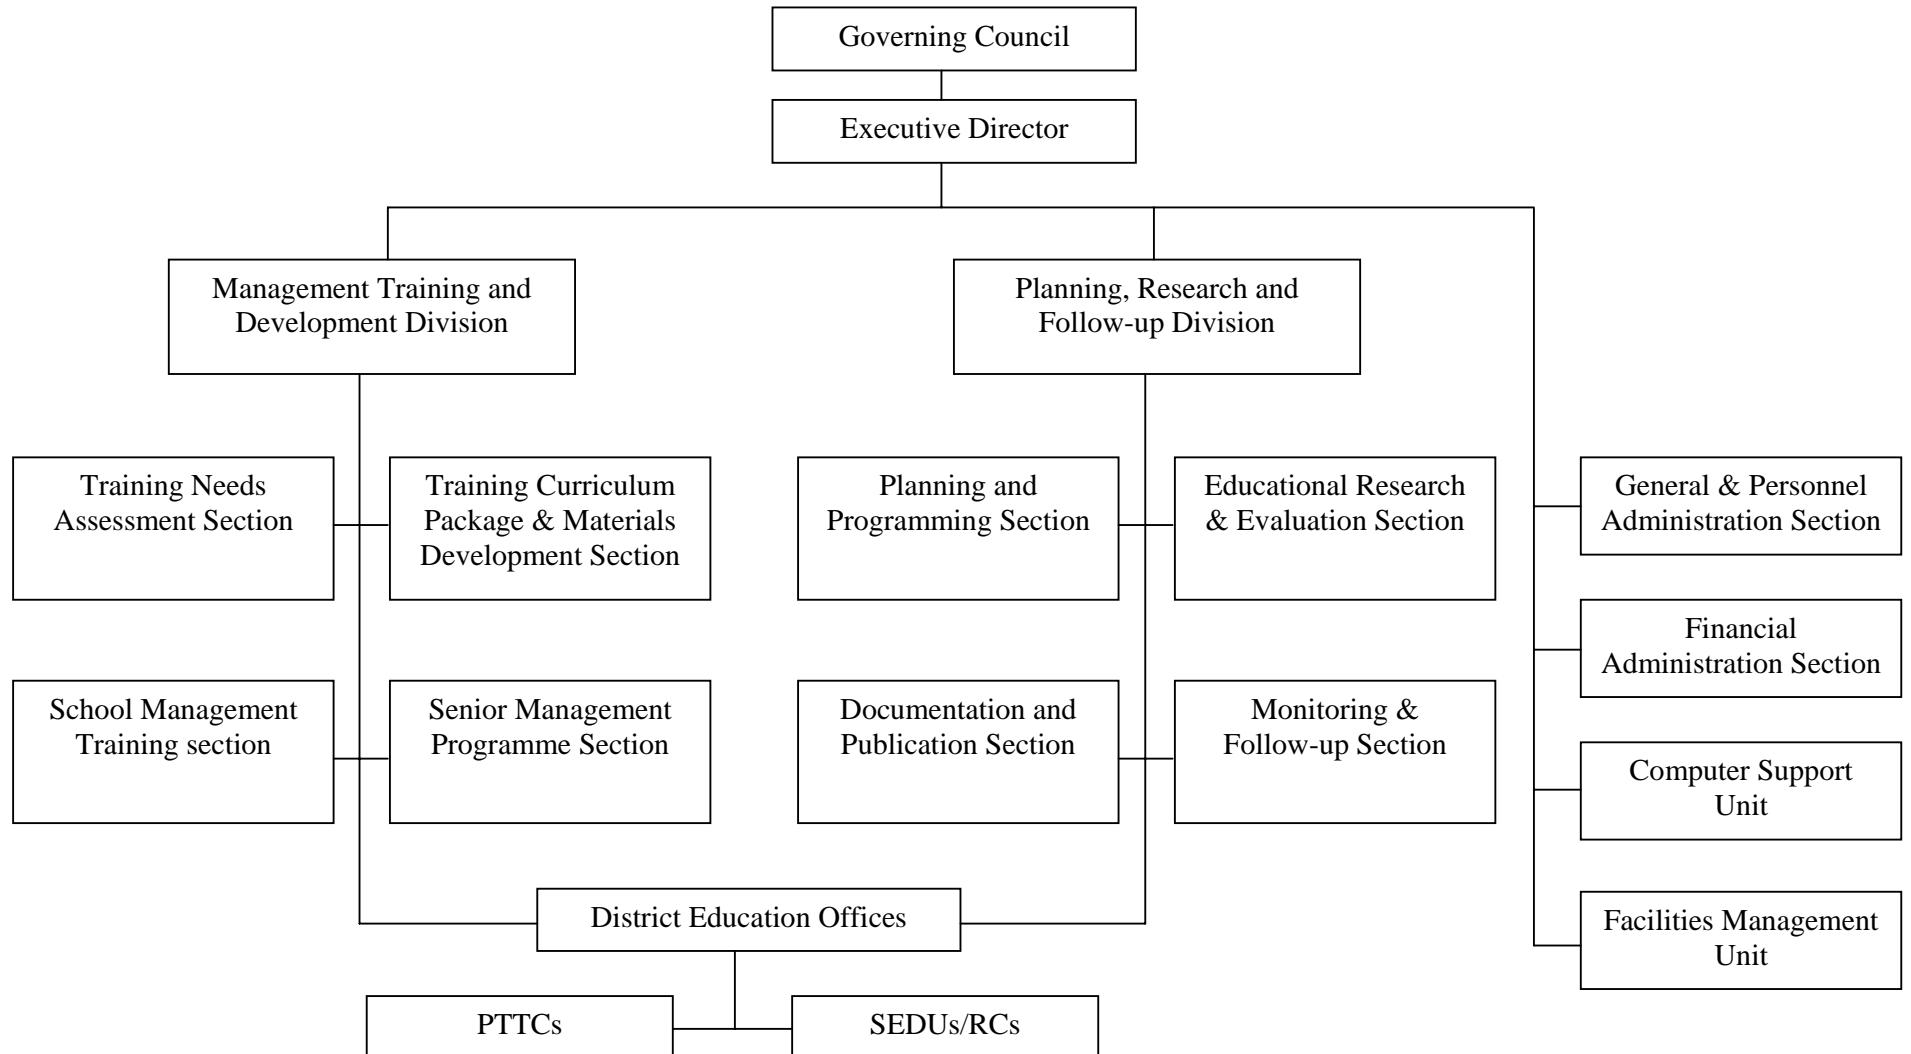 Governing Council
Executive Director
Management Training and
Development Division
Planning, Research and
Follow-up Division
Training Needs
Assessment Section
Training Curriculum
Package & Materials
Development Section
Planning and
Programming Section
Educational Research
& Evaluation Section
General & Personnel
Administration Section
Financial
Administration Section
School Management
Training section
Senior Management
Programme Section
Documentation and
Publication Section
Monitoring &
Follow-up Section
Computer Support
Unit
District Education Offices
Facilities Management
Unit
PTTCs
SEDUs/RCs